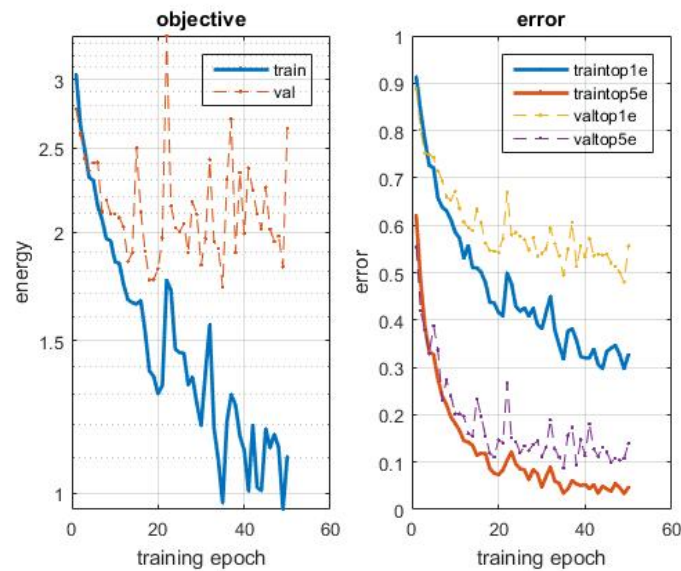 objective
energy
3
2.5
2
1.5
1
train
val
0
20
40
60
training epoch
error
error
1
0.9
0.8
0.7
0.6
0.5
0.4
0.3
0.2
0.1
0
traintop1e
traintop5e
valtop1e
valtop5e
0
20
40
60
training epoch